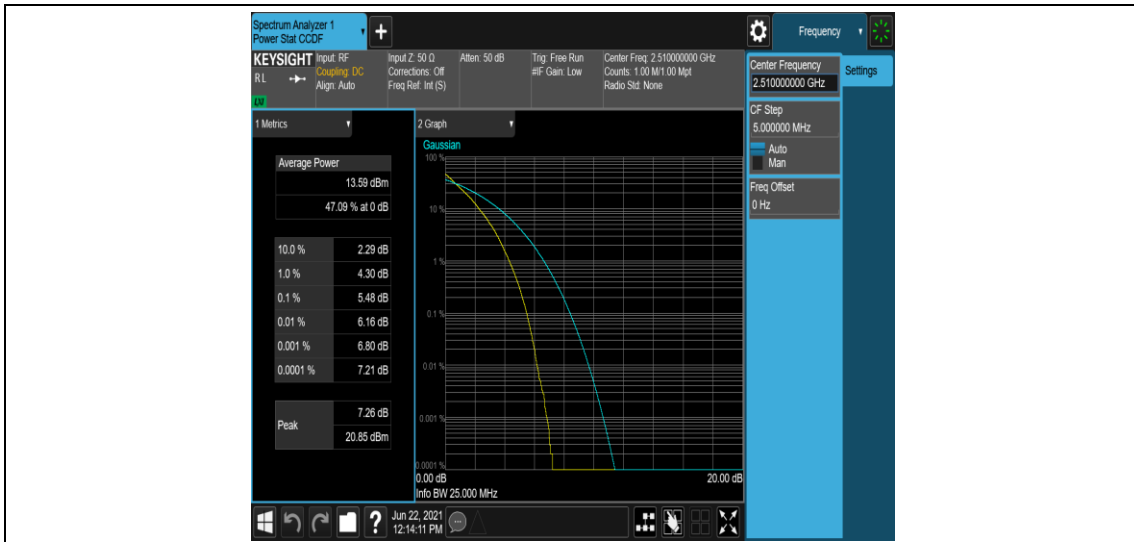 Spectrum Analyzer 1
Power Stat CCDF
Frequency
KEYSIGHT
RL
Input: RF
Coupling: DC
Align: Auto
Input Z: 50 Ω
Corrections: Off
Freq Ref: Int (S)
Atten: 50 dB
Trig: Free Run
#IF Gain: Low
Center Freq: 2.510000000 GHz
Counts: 1.00 M/1.00 Mpt
Radio Std: None
Center Frequency
2.510000000 GHz
Settings
CF Step
5.000000 MHz
Auto
Man
Freq Offset
0 Hz
1 Metrics
Average Power
13.59 dBm
47.09 % at 0 dB
10.0 % 2.29 dB
1.0 % 4.30 dB
0.1 % 5.48 dB
0.01 % 6.16 dB
0.001 % 6.80 dB
0.0001 % 7.21 dB
Peak
7.26 dB
20.85 dBm
2 Graph
Gaussian
100 %
10 %
1 %
0.1 %
0.01 %
0.001 %
0.0001 %
0.00 dB 20.00 dB
Info BW 25.000 MHz
?
Jun 22, 2021
12:14:11 PM